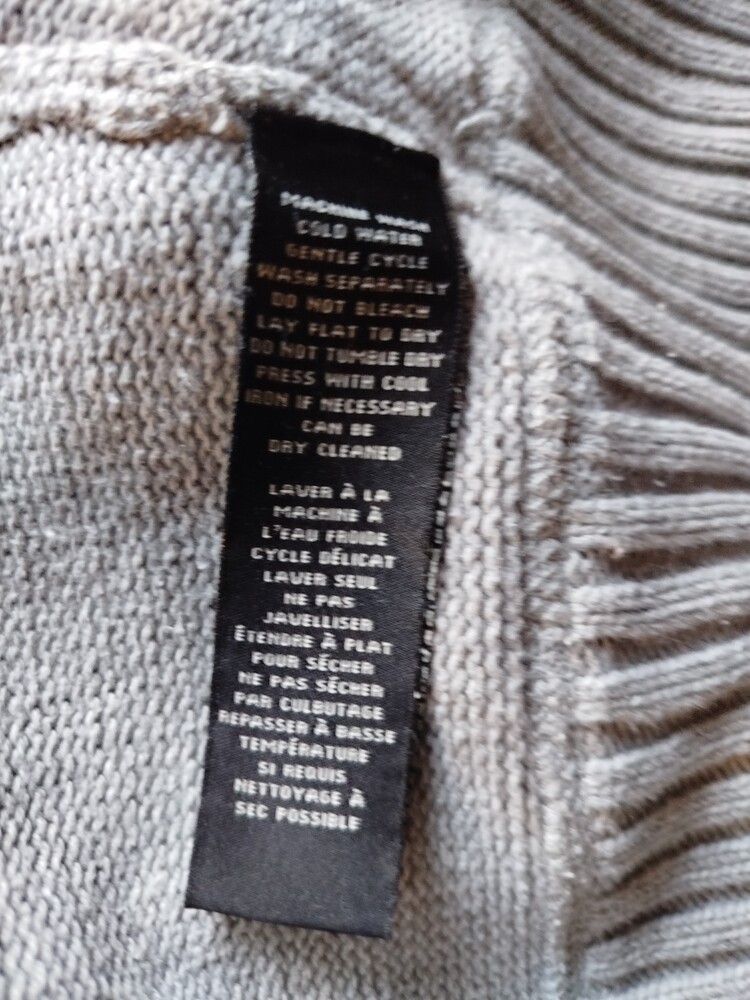 MACHINE WASH
COLD WATER
GENTLE CYCLE
WASH SEPARATELY
DO NOT BLEACH
LAY FLAT TO DRY
DO NOT TUMBLE DRY
PRESS WITH COOL
IRON IF NECESSARY
CAN BE
DRY CLEANED
LAVER À LA
MACHINE À
L'EAU FROIDE
CYCLE DÉLICAT
LAVER SEUL
NE PAS
JAVELLISER
ÉTENDRE À PLAT
POUR SÉCHER
NE PAS SÉCHER
PAR CULBUTAGE
REPASSER À BASSE
TEMPÉRATURE
SI REQUIS
NETTOYAGE À
SEC POSSIBLE